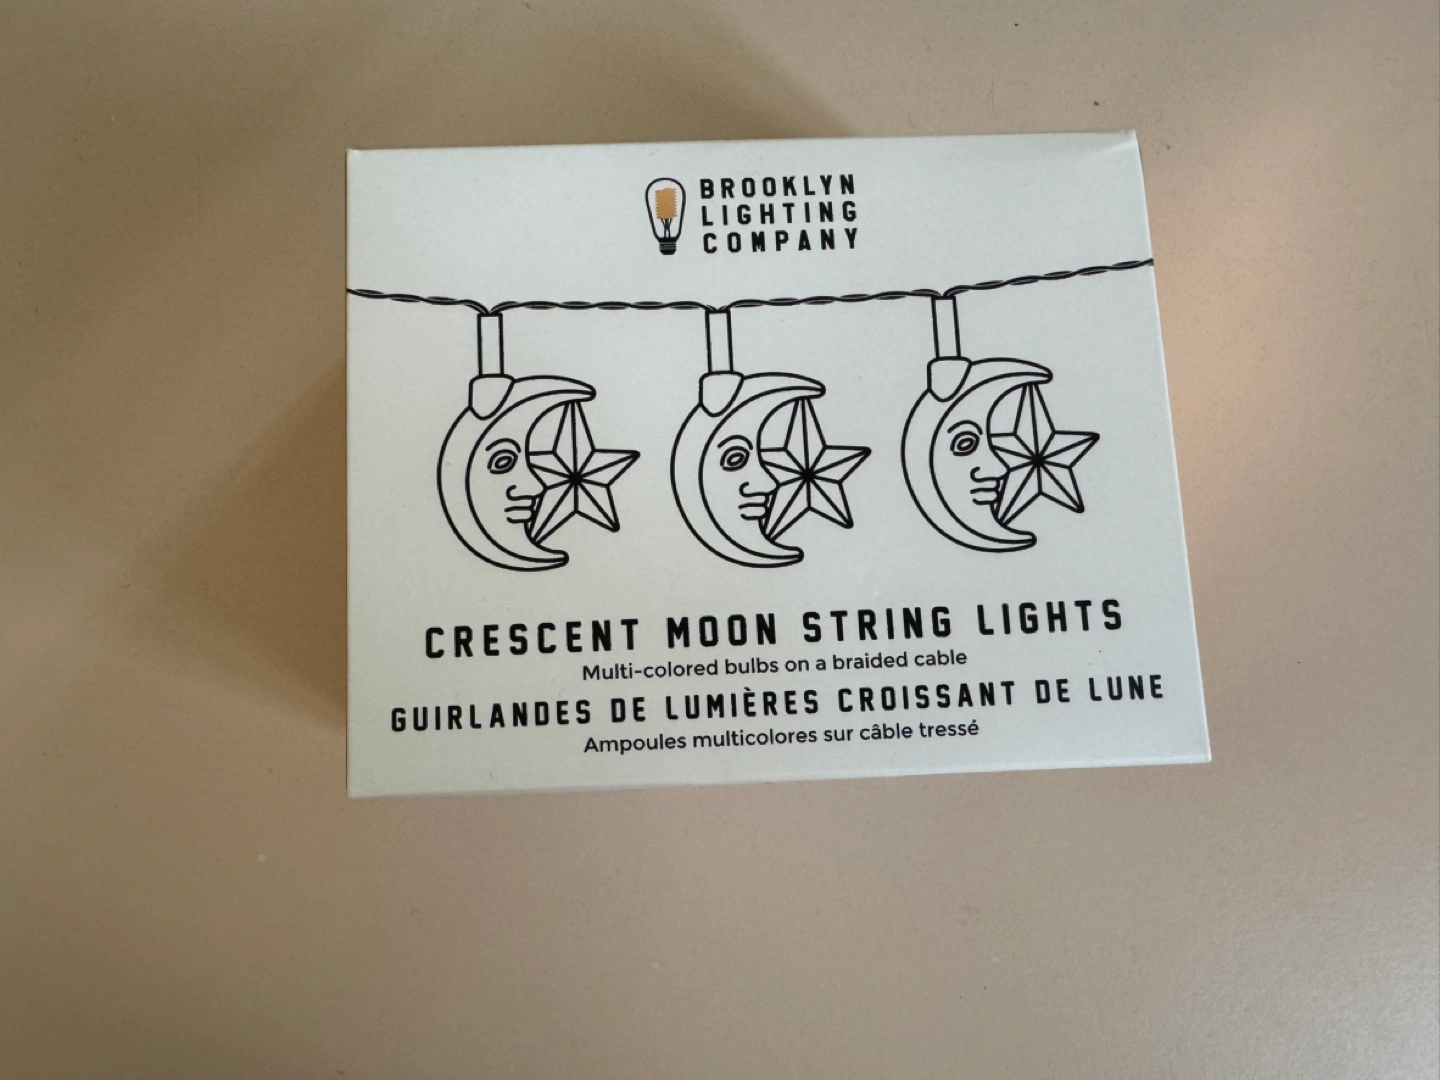 BROOKLYN
LIGHTING
COMPANY
CRESCENT MOON STRING LIGHTS
Multi-colored bulbs on a braided cable
GUIRLANDES DE LUMIÈRES CROISSANT DE LUNE
Ampoules multicolores sur câble tressé